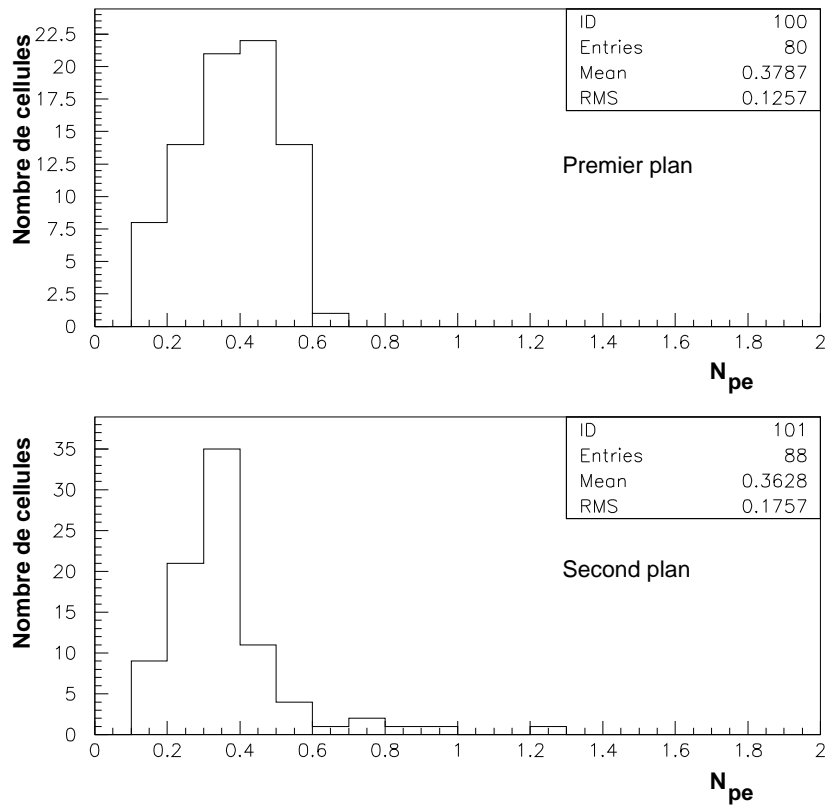 Nombre de cellules
22.5
20
17.5
15
12.5
10
7.5
5
2.5
0
ID 100
Entries 80
Mean 0.3787
RMS 0.1257
Premier plan
0 0.2 0.4 0.6 0.8 1 1.2 1.4 1.6 1.8 2
Npe
Nombre de cellules
35
30
25
20
15
10
5
0
ID 101
Entries 88
Mean 0.3628
RMS 0.1757
Second plan
0 0.2 0.4 0.6 0.8 1 1.2 1.4 1.6 1.8 2
Npe